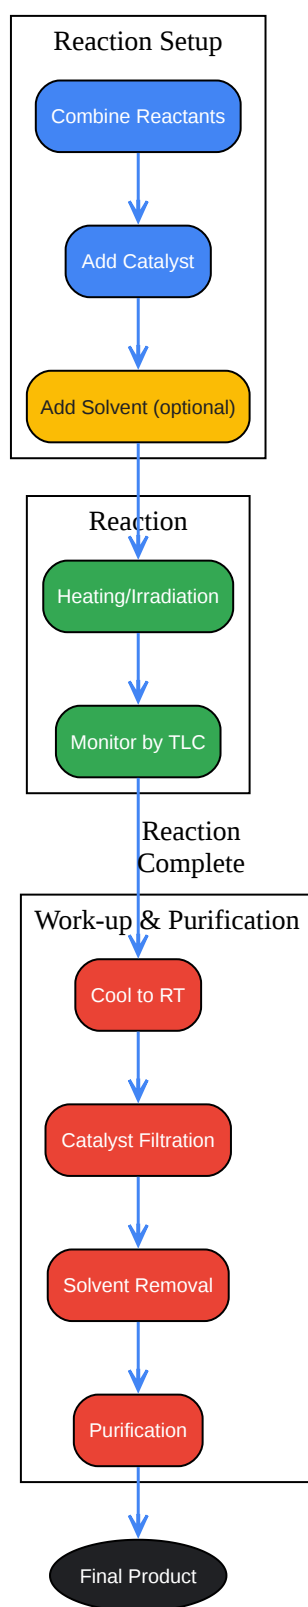 Reaction Setup
Combine Reactants
Add Catalyst
Add Solvent (optional)
Reaction
Heating/Irradiation
Monitor by TLC
Reaction
Complete
Work-up & Purification
Cool to RT
Catalyst Filtration
Solvent Removal
Purification
Final Product